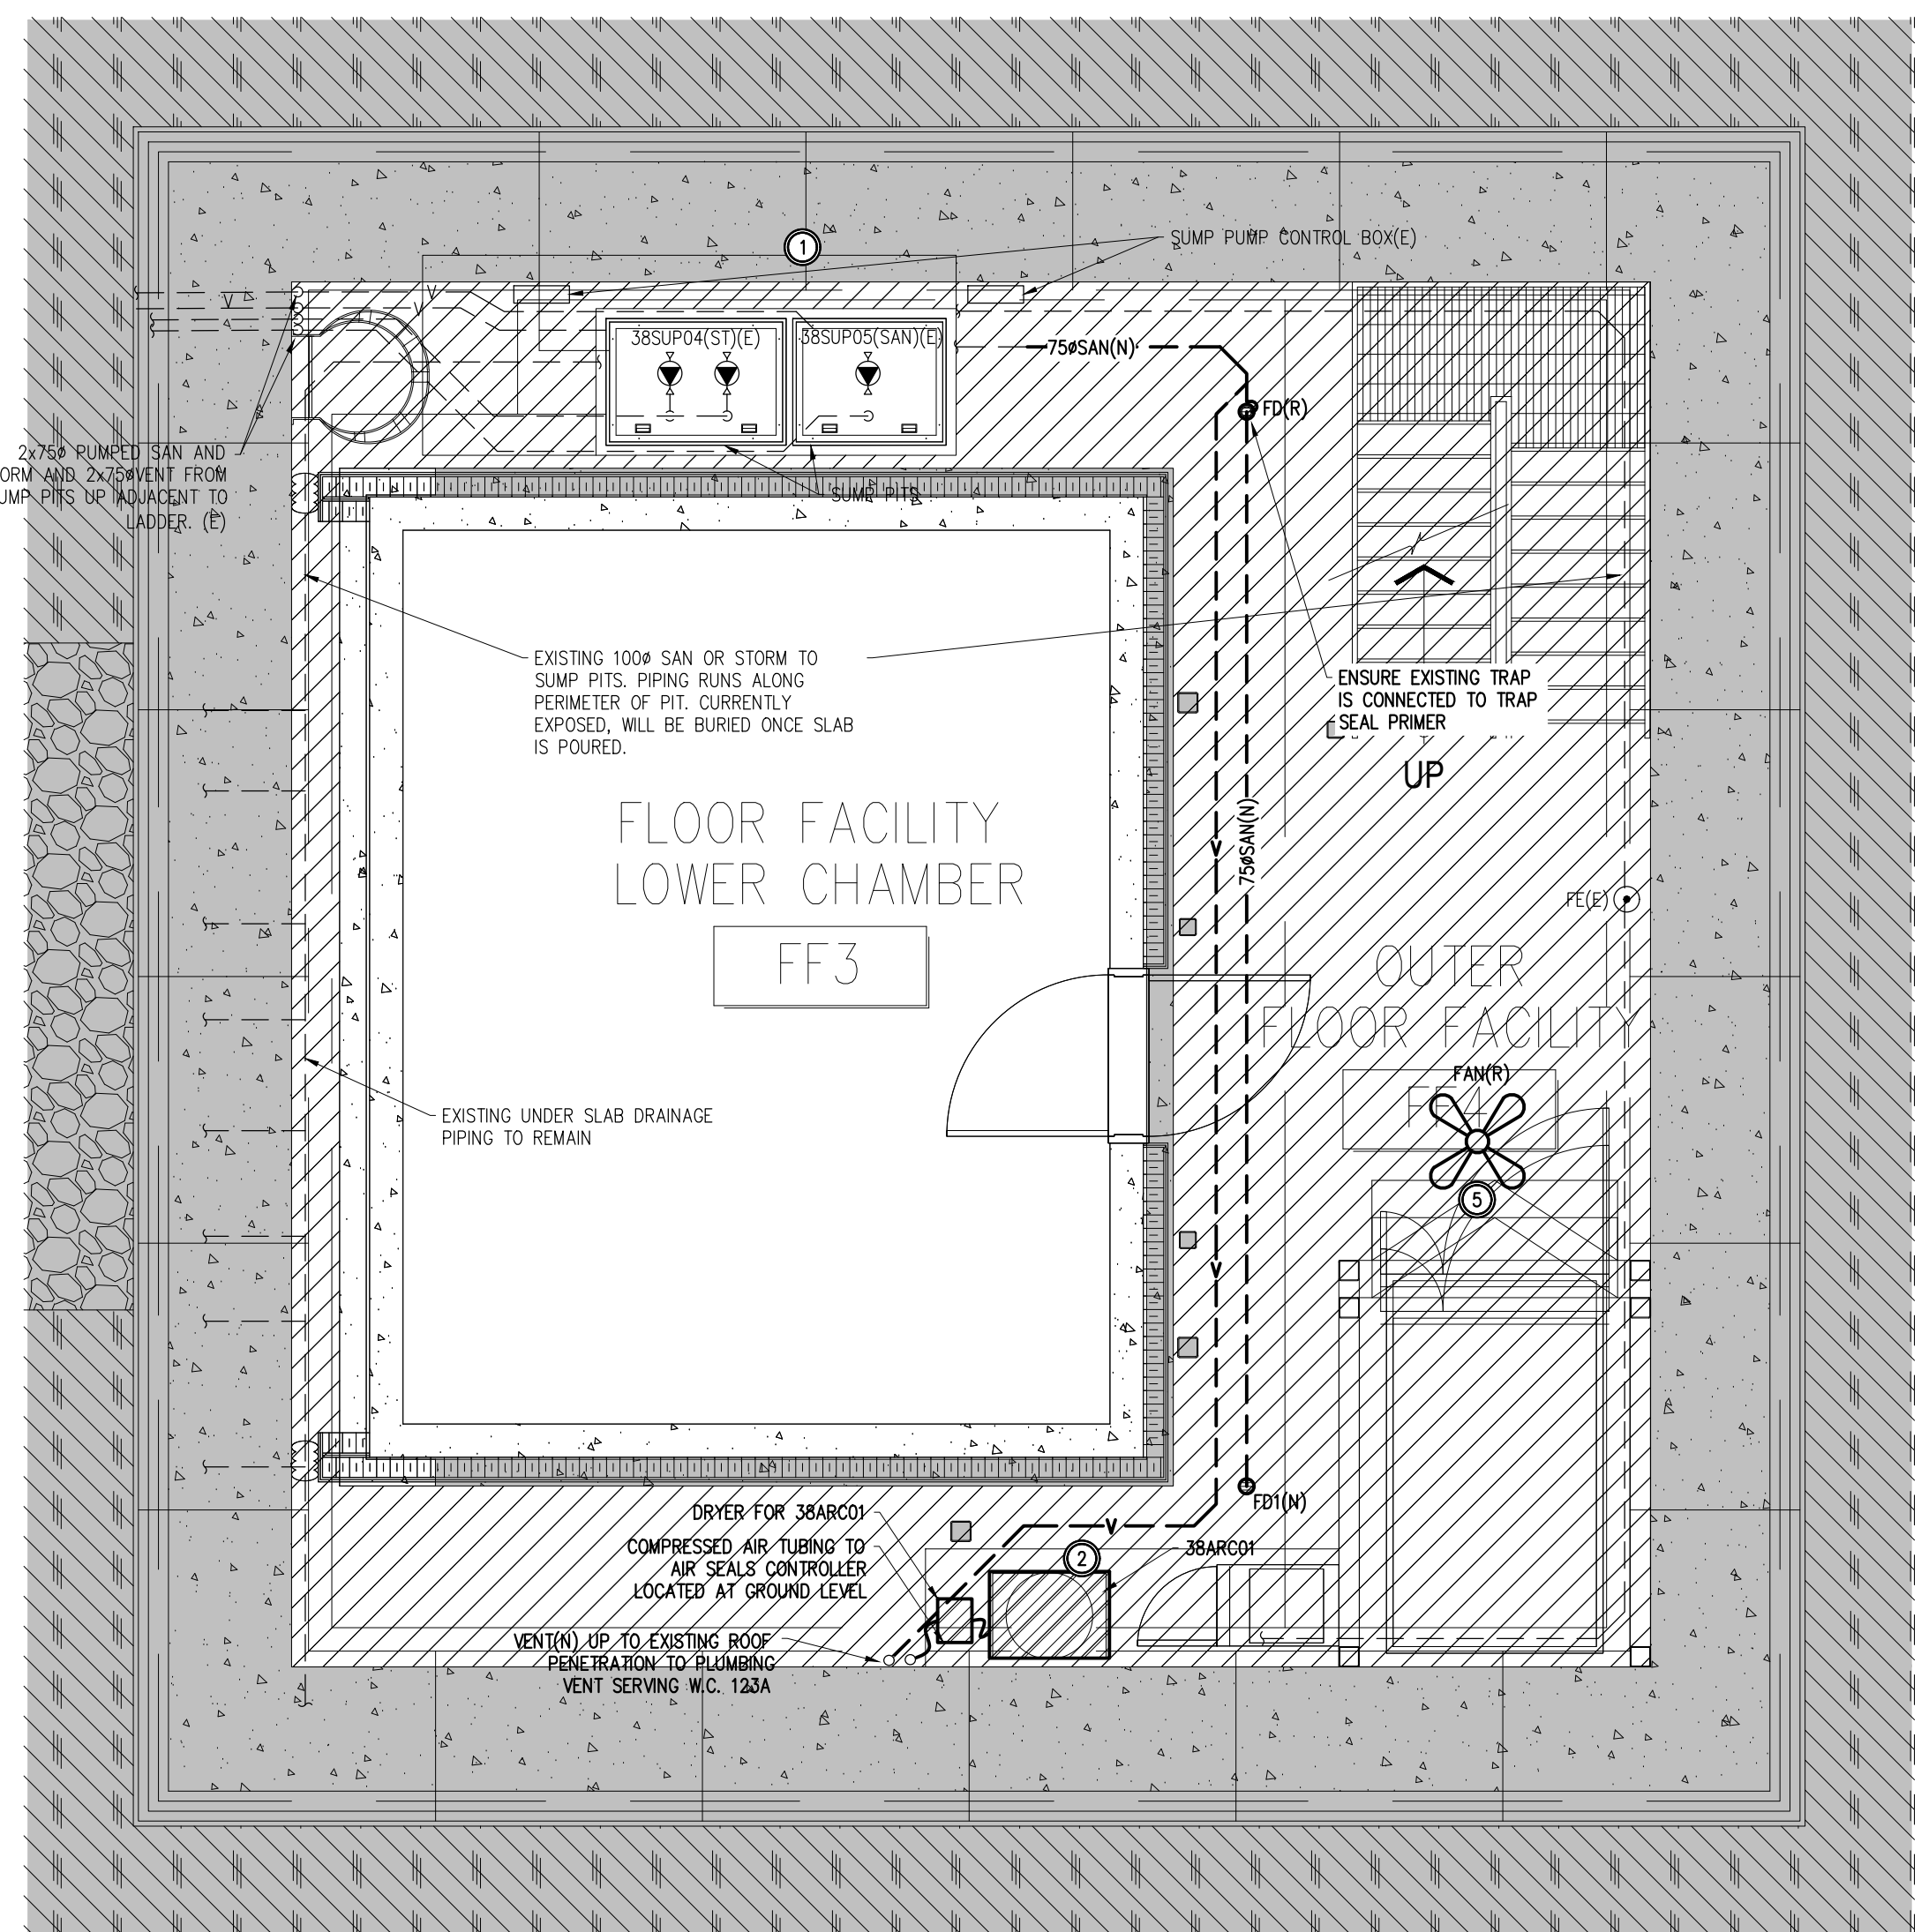 1
SUMP PUMP CONTROL BOX(E)
V
V
V
38SUP04(ST)(E)
38SUP05(SAN)(E)
75øSAN(N)
FD(R)
2x75ø PUMPED SAN AND
ORM AND 2x75øVENT FROM
UMP PITS UP ADJACENT TO
LADDER. (E)
SUMP PITS
EXISTING 100ø SAN OR STORM TO
SUMP PITS. PIPING RUNS ALONG
PERIMETER OF PIT. CURRENTLY
EXPOSED, WILL BE BURIED ONCE SLAB
IS POURED.
ENSURE EXISTING TRAP
IS CONNECTED TO TRAP
SEAL PRIMER
UP
FLOOR FACILITY
LOWER CHAMBER
FF3
V
75øSAN(N)
FE(E)
OUTER
FLOOR FACILITY
FAN(R)
FF4
5
EXISTING UNDER SLAB DRAINAGE
PIPING TO REMAIN
V
FD1(N)
DRYER FOR 38ARC01
V
COMPRESSED AIR TUBING TO
AIR SEALS CONTROLLER
LOCATED AT GROUND LEVEL
2
38ARC01
VENT(N) UP TO EXISTING ROOF
PENETRATION TO PLUMBING
VENT SERVING W.C. 123A